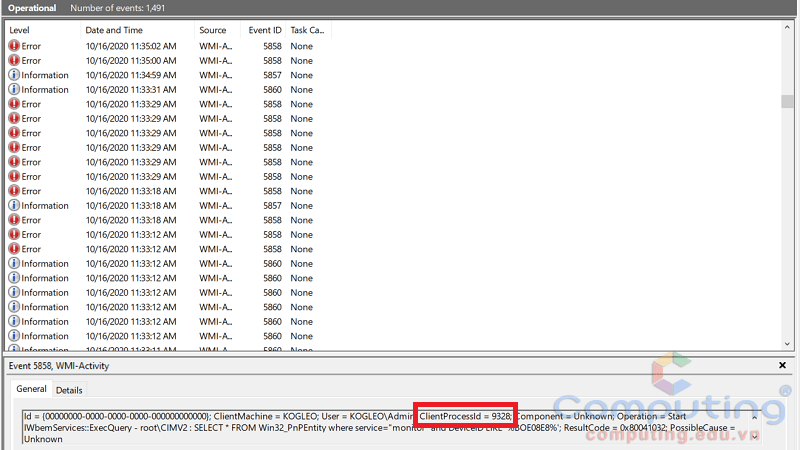 Operational Number of events: 1,491
Level Date and Time Source Event ID Task Ca...
Error 10/16/2020 11:35:02 AM WMI-A... 5858 None
Error 10/16/2020 11:35:00 AM WMI-A... 5858 None
Information 10/16/2020 11:34:59 AM WMI-A... 5857 None
Information 10/16/2020 11:33:31 AM WMI-A... 5860 None
Error 10/16/2020 11:33:29 AM WMI-A... 5858 None
Error 10/16/2020 11:33:29 AM WMI-A... 5858 None
Error 10/16/2020 11:33:29 AM WMI-A... 5858 None
Error 10/16/2020 11:33:29 AM WMI-A... 5858 None
Error 10/16/2020 11:33:29 AM WMI-A... 5858 None
Error 10/16/2020 11:33:29 AM WMI-A... 5858 None
Error 10/16/2020 11:33:18 AM WMI-A... 5858 None
Information 10/16/2020 11:33:18 AM WMI-A... 5857 None
Error 10/16/2020 11:33:18 AM WMI-A... 5858 None
Error 10/16/2020 11:33:12 AM WMI-A... 5858 None
Error 10/16/2020 11:33:12 AM WMI-A... 5858 None
Information 10/16/2020 11:33:12 AM WMI-A... 5860 None
Information 10/16/2020 11:33:12 AM WMI-A... 5860 None
Information 10/16/2020 11:33:12 AM WMI-A... 5860 None
Information 10/16/2020 11:33:12 AM WMI-A... 5860 None
Information 10/16/2020 11:33:12 AM WMI-A... 5860 None
Information 10/16/2020 11:33:12 AM WMI-A... 5860 None
Information 10/16/2020 11:33:11 AM WMI-A... 5860 None
Event 5858, WMI-Activity
General Details
Id = {00000000-0000-0000-0000-000000000000}; ClientMachine = KOGLEO; User = KOGLEO\Admin ClientProcessId = 9328; Component = Unknown; Operation = Start
IWbemServices::ExecQuery - root\CIMV2 : SELECT * FROM Win32_PnPEntity where service="monitor" and DeviceID LIKE '%BOE08E8%'; ResultCode = 0x80041032; PossibleCause =
Unknown
Computing ®
computing.edu.vn